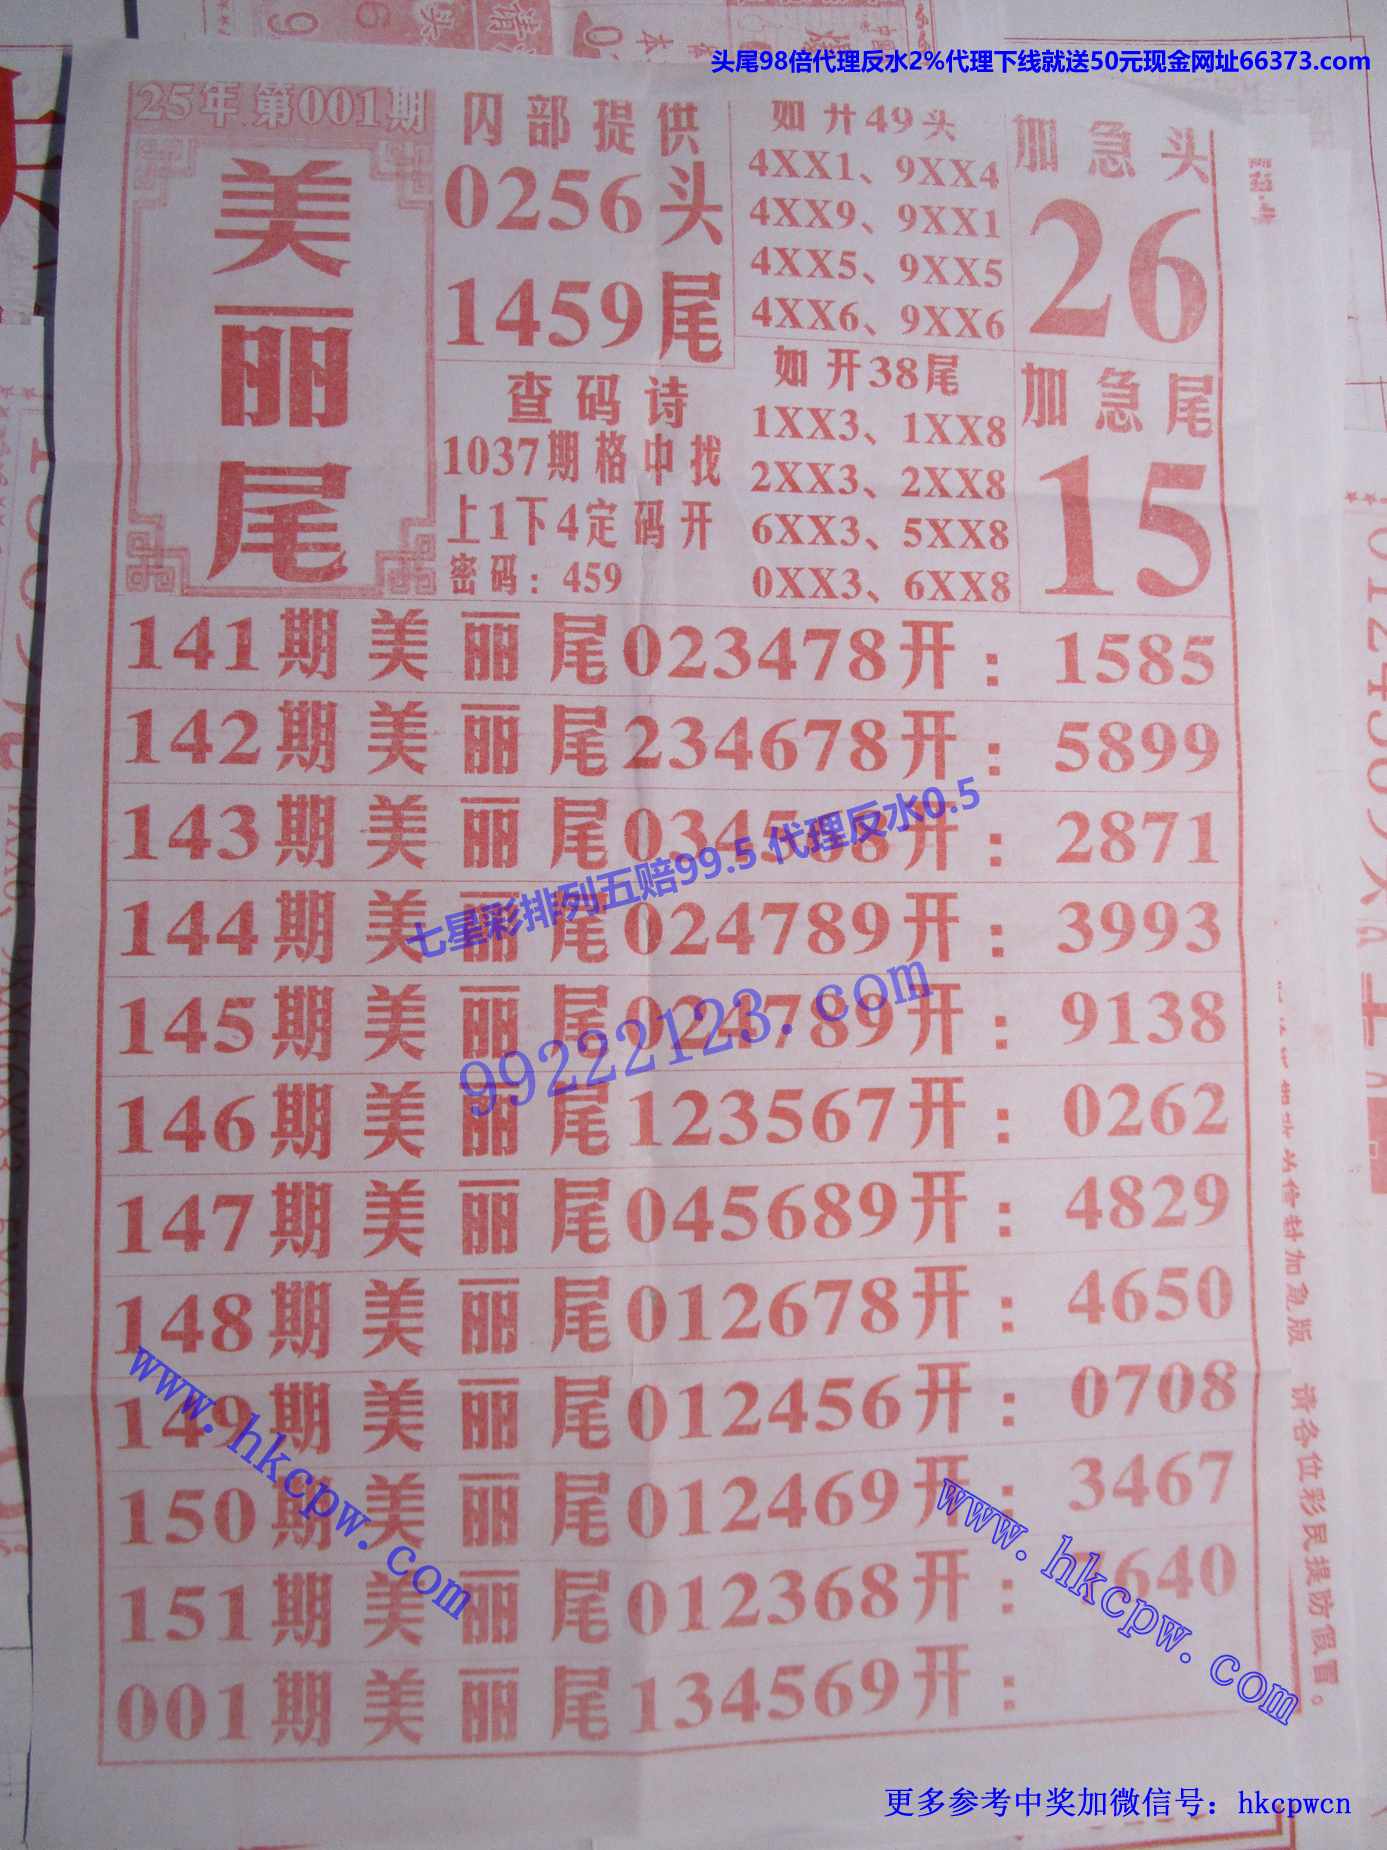 头尾98倍代理反水2%代理下线就送50元现金网址66373.com
25年 第001期
美丽尾
内部提供
0256头
1459尾
查码诗
1037期格中找
上1下4定码开
密码：459
如开49头
4XX1、9XX4
4XX9、9XX1
4XX5、9XX5
4XX6、9XX6
如开38尾
1XX3、1XX8
2XX3、2XX8
6XX3、5XX8
0XX3、6XX8
加急头
26
加急尾
15
141期美丽尾023478开：1585
142期美丽尾234678开：5899
143期美丽尾034568开：2871
144期美丽尾024789开：3993
145期美丽尾024789开：9138
146期美丽尾123567开：0262
147期美丽尾045689开：4829
148期美丽尾012678开：4650
149期美丽尾012456开：0708
150期美丽尾012469开：3467
151期美丽尾012368开：640
001期美丽尾134569开：
七星彩排列五赔99.5 代理反水0.5
99222123.com
www.hkcpw.com
www.hkcpw.com
加急版 请各位彩民提防假冒。
更多参考中奖加微信号：hkcpwcn